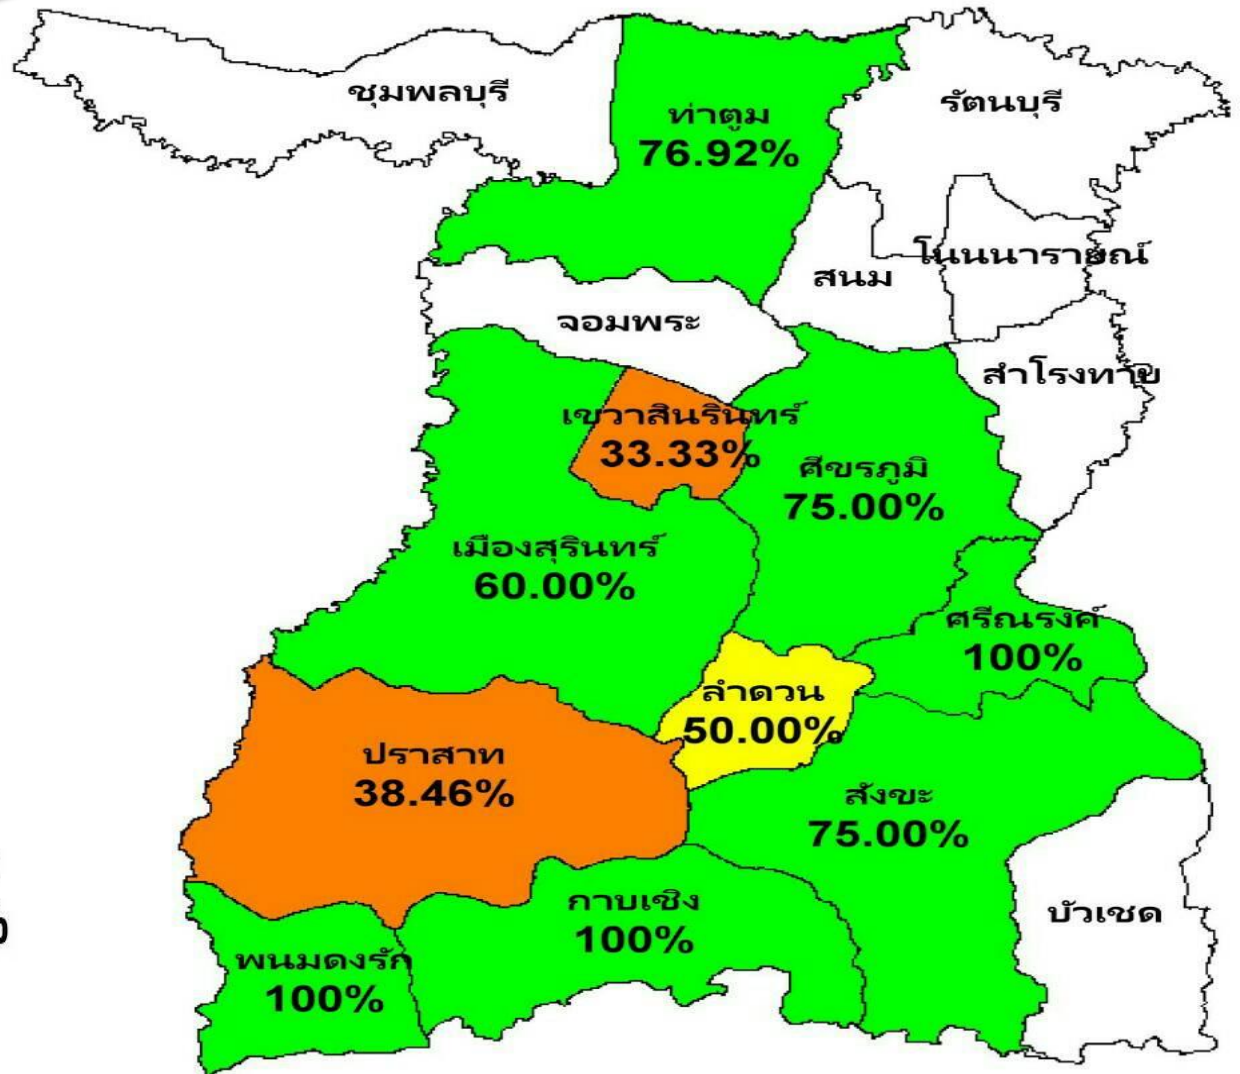 ชุมพลบุรี
ท่าตูม
76.92%
รัตนบุรี
สนม
โนนนารายณ์
จอมพระ
สำโรงทาบ
เขวาสินรินทร์
33.33%
ศีขรภูมิ
75.00%
เมืองสุรินทร์
60.00%
ศรีณรงค์
100%
ลำดวน
50.00%
ปราสาท
38.46%
สังขะ
75.00%
กาบเชิง
100%
บัวเชด
พนมดงรัก
100%